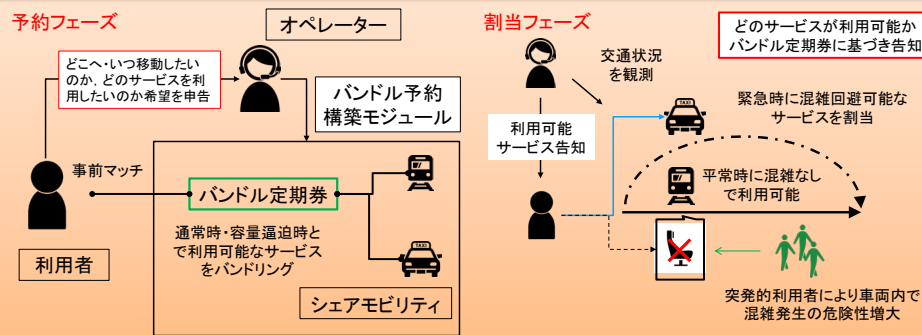 予約フェーズ
オペレーター
どこへ・いつ移動したい
のか、どのサービスを利
用したいのか希望を申告
バンドル予約
構築モジュール
事前マッチ
バンドル定期券
通常時・容量逼迫時と
で利用可能なサービス
をバンドリング
利用者
TAXI
シェアモビリティ
割当フェーズ
どのサービスが利用可能か
バンドル定期券に基づき告知
交通状況
を観測
利用可能
サービス告知
TAXI
緊急時に混雑回避可能な
サービスを割当
平常時に混雑なし
で利用可能
突発的利用者により車両内で
混雑発生の危険性増大